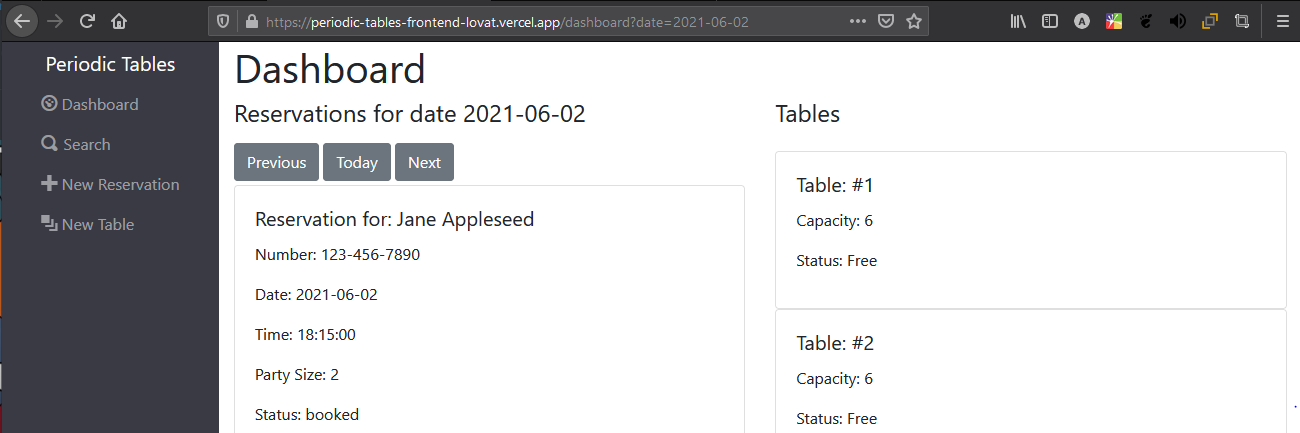 https://periodic-tables-frontend-lovat.vercel.app/dashboard?date=2021-06-02
Periodic Tables
Dashboard
Search
New Reservation
New Table
Dashboard
Reservations for date 2021-06-02
Previous Today Next
Reservation for: Jane Appleseed
Number: 123-456-7890
Date: 2021-06-02
Time: 18:15:00
Party Size: 2
Status: booked
Tables
Table: #1
Capacity: 6
Status: Free
Table: #2
Capacity: 6
Status: Free